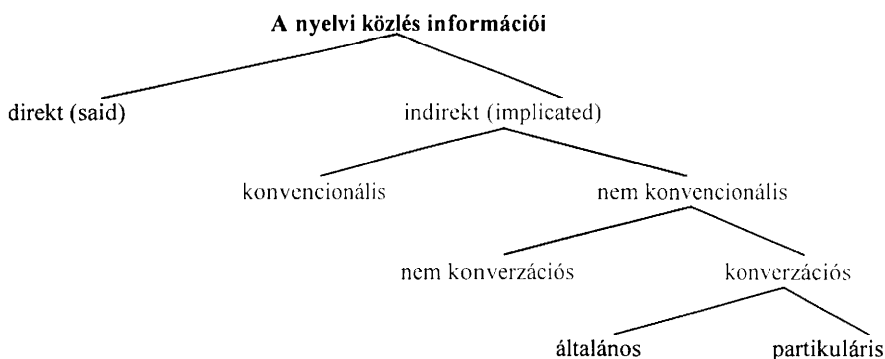 A nyelvi közlés információi
direkt (said) indirekt (implicated)
konvencionális nem konvencionális
nem konverzációs konverzációs
általános partikuláris